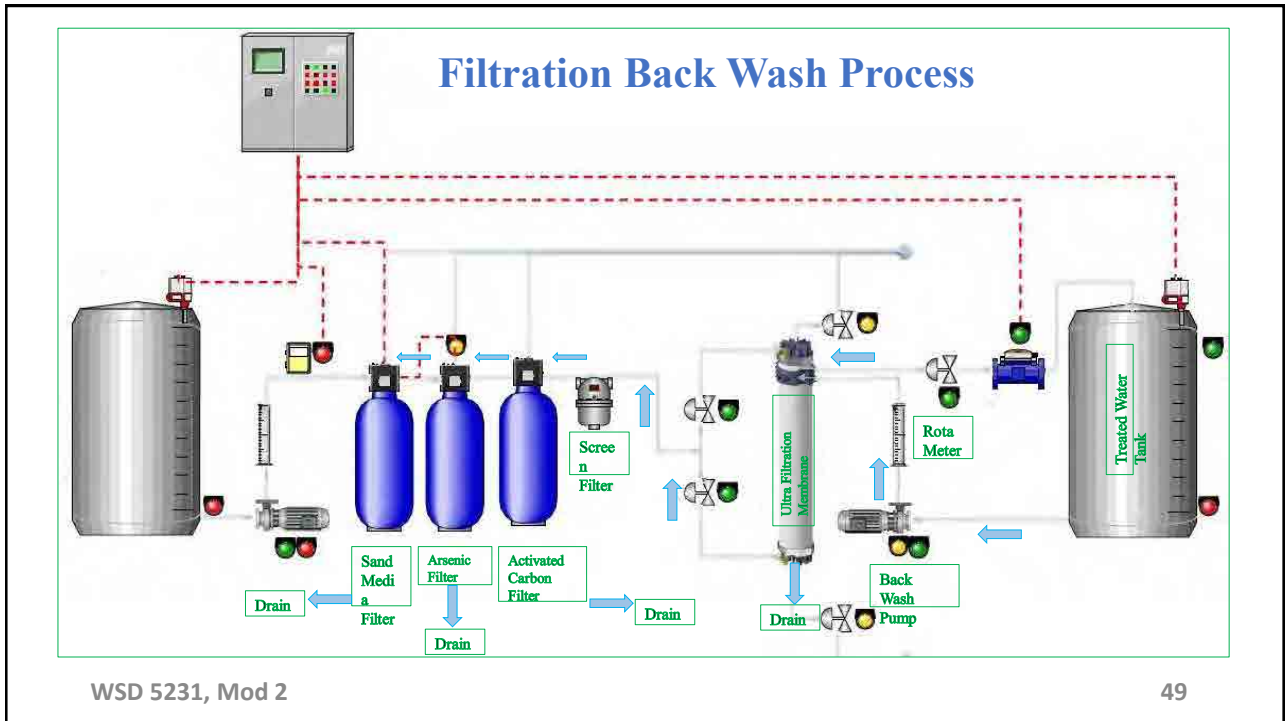 Filtration Back Wash Process
Scree
n
Filter
Ultra Filtration
Membrane
Rota
Meter
Treated Water
Tank
Sand
Medi
a
Filter
Arsenic
Filter
Activated
Carbon
Filter
Back
Wash
Pump
Drain
Drain
Drain
Drain
WSD 5231, Mod 2
49